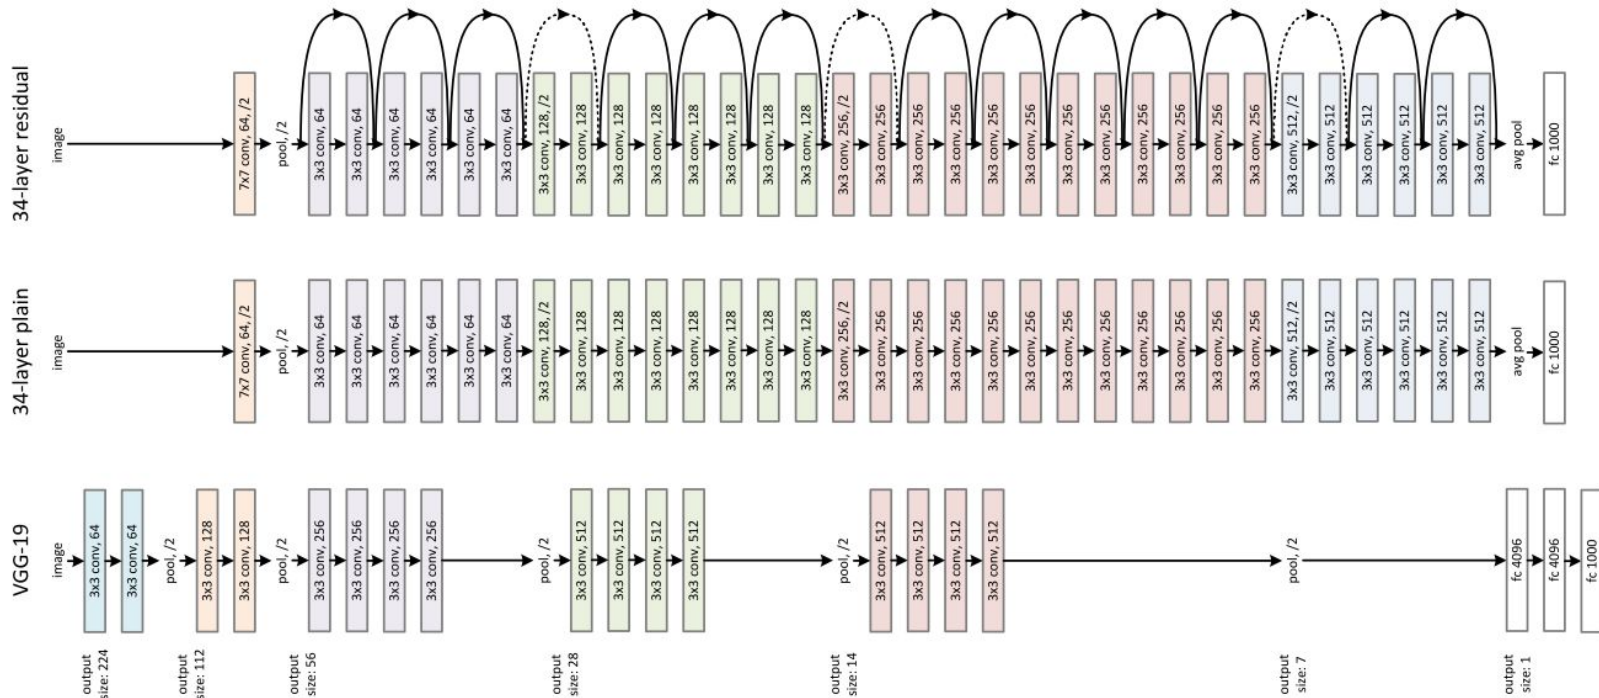 34-layer residual
image
7x7 conv, 64, /2
pool, /2
3x3 conv, 64
3x3 conv, 64
3x3 conv, 64
3x3 conv, 64
3x3 conv, 64
3x3 conv, 64
3x3 conv, 128, /2
3x3 conv, 128
3x3 conv, 128
3x3 conv, 128
3x3 conv, 128
3x3 conv, 128
3x3 conv, 128
3x3 conv, 128
3x3 conv, 256, /2
3x3 conv, 256
3x3 conv, 256
3x3 conv, 256
3x3 conv, 256
3x3 conv, 256
3x3 conv, 256
3x3 conv, 256
3x3 conv, 256
3x3 conv, 256
3x3 conv, 256
3x3 conv, 256
3x3 conv, 512, /2
3x3 conv, 512
3x3 conv, 512
3x3 conv, 512
3x3 conv, 512
3x3 conv, 512
avg pool
fc 1000
34-layer plain
image
7x7 conv, 64, /2
pool, /2
3x3 conv, 64
3x3 conv, 64
3x3 conv, 64
3x3 conv, 64
3x3 conv, 64
3x3 conv, 64
3x3 conv, 128, /2
3x3 conv, 128
3x3 conv, 128
3x3 conv, 128
3x3 conv, 128
3x3 conv, 128
3x3 conv, 128
3x3 conv, 128
3x3 conv, 256, /2
3x3 conv, 256
3x3 conv, 256
3x3 conv, 256
3x3 conv, 256
3x3 conv, 256
3x3 conv, 256
3x3 conv, 256
3x3 conv, 256
3x3 conv, 256
3x3 conv, 256
3x3 conv, 256
3x3 conv, 512, /2
3x3 conv, 512
3x3 conv, 512
3x3 conv, 512
3x3 conv, 512
3x3 conv, 512
avg pool
fc 1000
VGG-19
image
3x3 conv, 64
3x3 conv, 64
pool, /2
3x3 conv, 128
3x3 conv, 128
pool, /2
3x3 conv, 256
3x3 conv, 256
3x3 conv, 256
3x3 conv, 256
pool, /2
3x3 conv, 512
3x3 conv, 512
3x3 conv, 512
3x3 conv, 512
pool, /2
3x3 conv, 512
3x3 conv, 512
3x3 conv, 512
3x3 conv, 512
pool, /2
fc 4096
fc 4096
fc 1000
output
size: 224
output
size: 112
output
size: 56
output
size: 28
output
size: 14
output
size: 7
output
size: 1